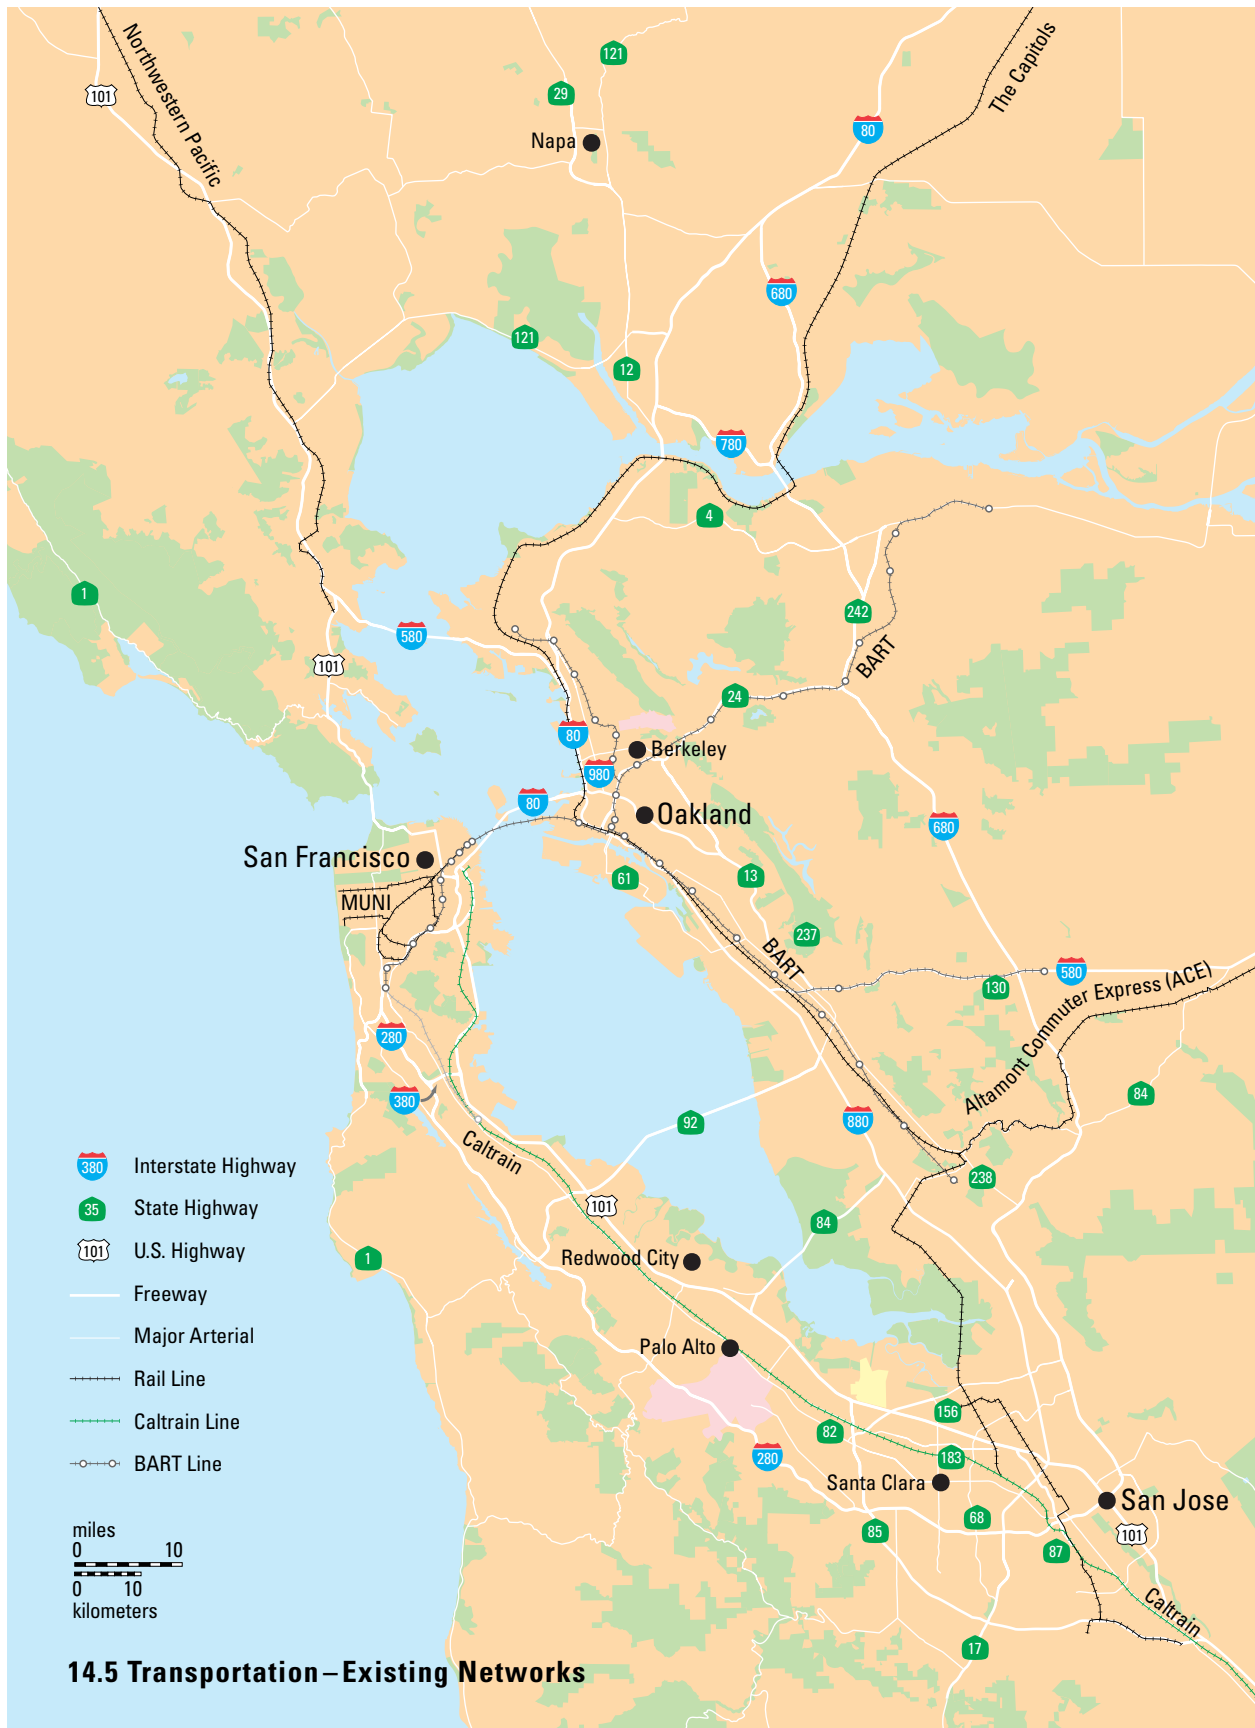 121
Northwestern Pacific
The Capitols
101
29
80
Napa
680
121
12
780
4
1
242
580
BART
101
24
80
Berkeley
980
80
Oakland
680
San Francisco
61
13
MUNI
237
BART
580
130
Altamont Commuter Express (ACE)
280
380
84
92
880
Caltrain
238
101
84
Redwood City
1
Palo Alto
156
82
280
183
Santa Clara
San Jose
68
85
101
87
Caltrain
17
380 Interstate Highway
35 State Highway
101 U.S. Highway
Freeway
Major Arterial
Rail Line
Caltrain Line
BART Line
miles
0 10
0 10
kilometers
14.5 Transportation–Existing Networks